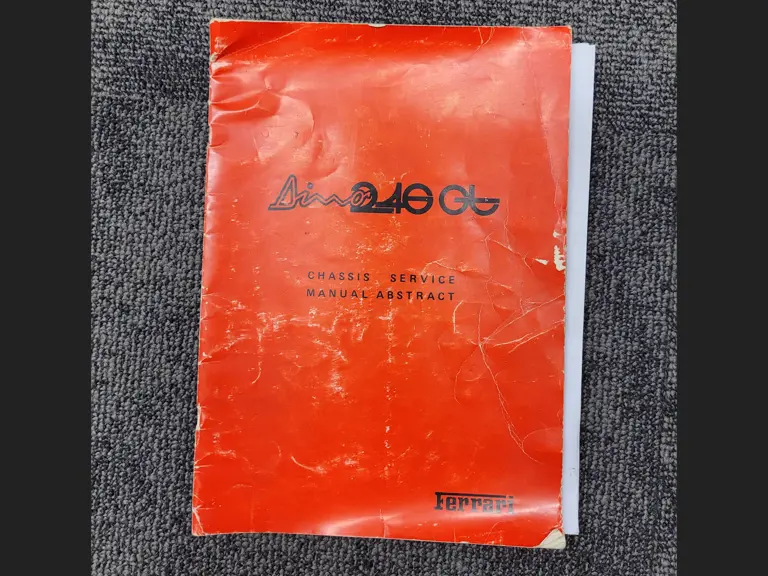 Dino 246 GT
CHASSIS SERVICE
MANUAL ABSTRACT
Ferrari